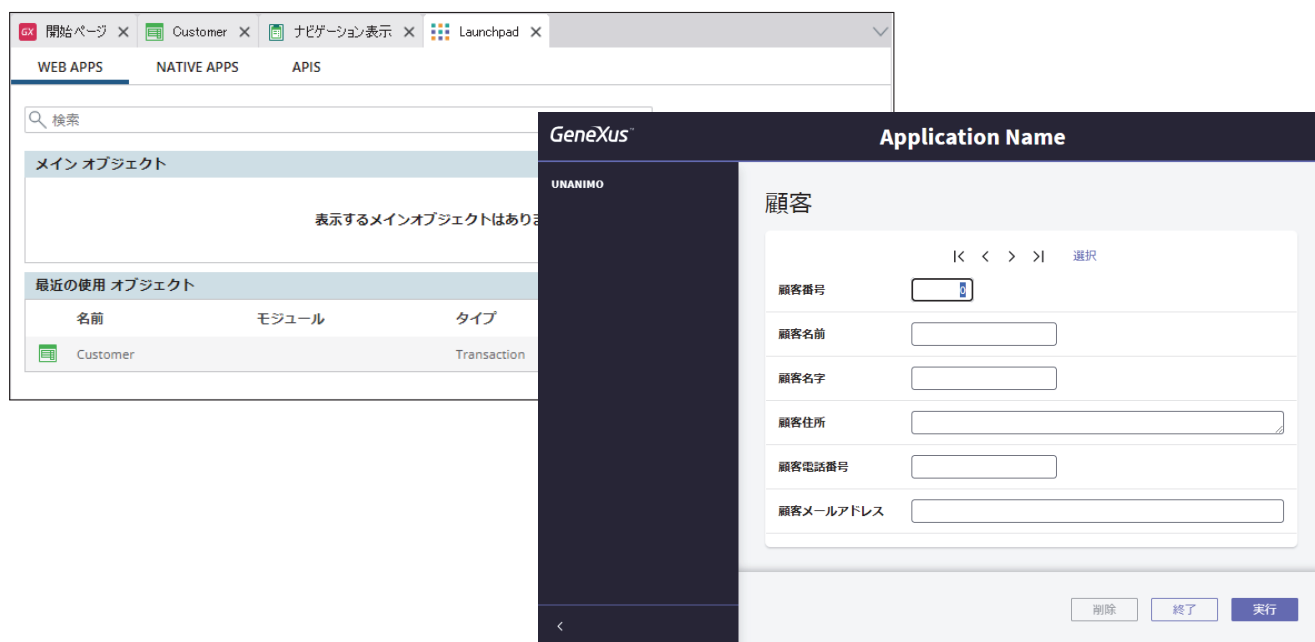 GX 開始ページ Customer ナビゲーション表示 Launchpad
WEB APPS NATIVE APPS APIS
検索
メイン オブジェクト
表示するメインオブジェクトはありま
最近の使用 オブジェクト
名前 モジュール タイプ
Customer Transaction
GeneXus™ Application Name
UNANIMO
顧客
選択
顧客番号 0
顧客名前
顧客名字
顧客住所
顧客電話番号
顧客メールアドレス
削除 終了 実行